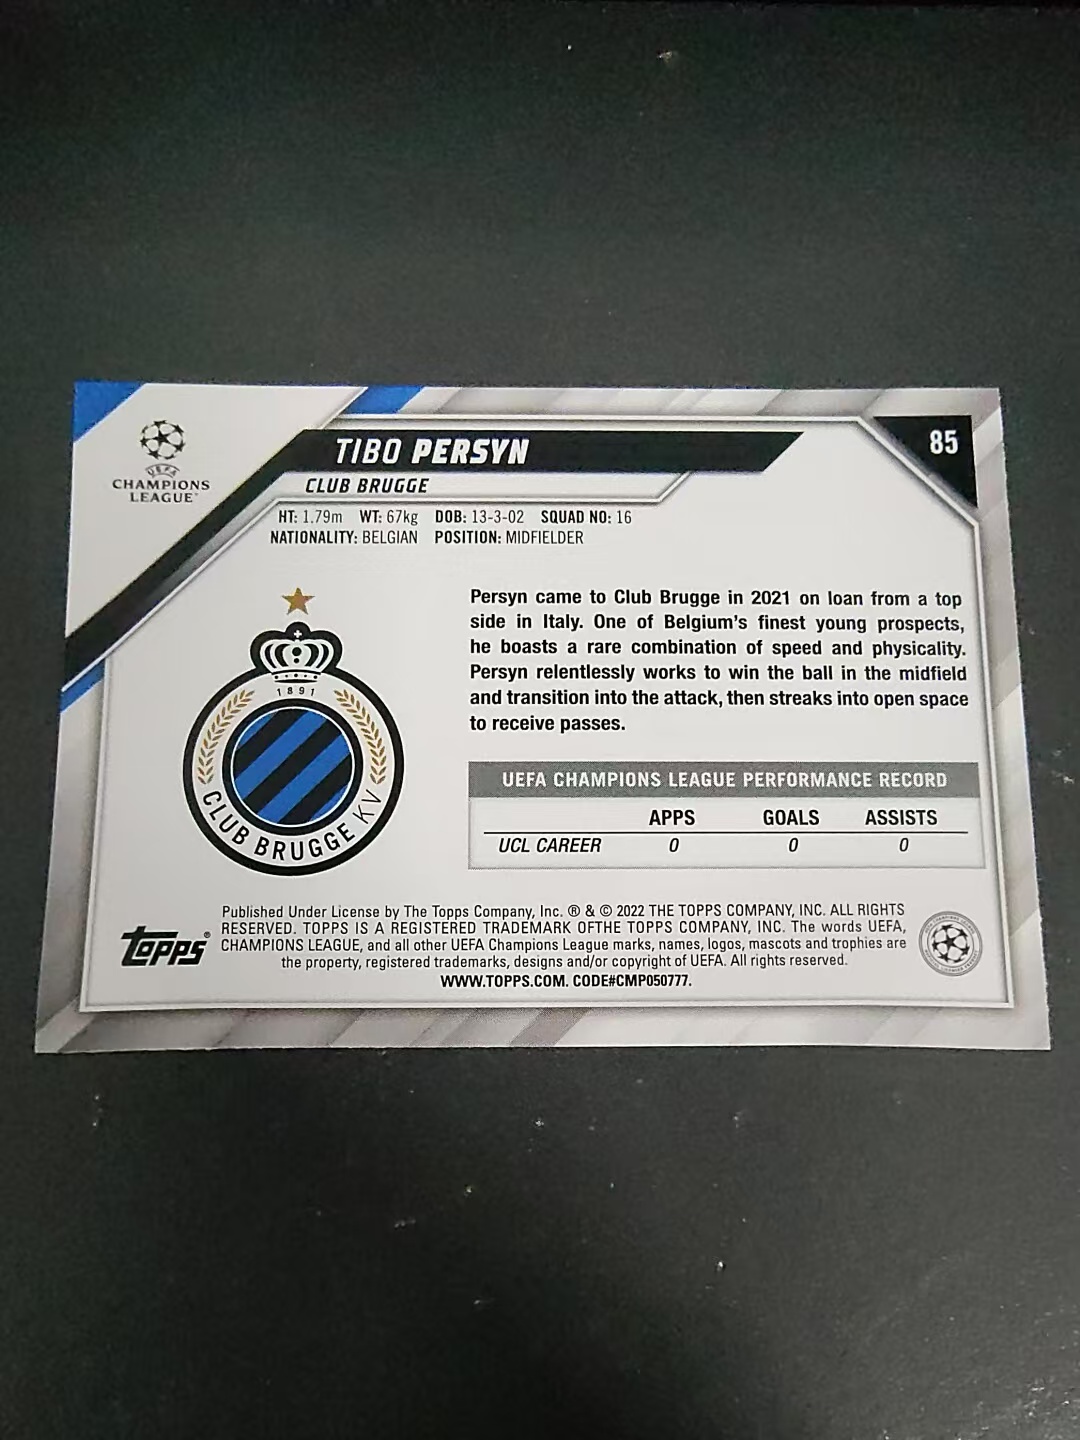 UEFA
CHAMPIONS
LEAGUE®
TIBO PERSYN
85
CLUB BRUGGE
HT: 1.79m WT: 67kg DOB: 13-3-02 SQUAD NO: 16
NATIONALITY: BELGIAN POSITION: MIDFIELDER
1891
CLUB BRUGGE KV
Persyn came to Club Brugge in 2021 on loan from a top
side in Italy. One of Belgium's finest young prospects,
he boasts a rare combination of speed and physicality.
Persyn relentlessly works to win the ball in the midfield
and transition into the attack, then streaks into open space
to receive passes.
UEFA CHAMPIONS LEAGUE PERFORMANCE RECORD
APPS GOALS ASSISTS
UCL CAREER 0 0 0
topps®
Published Under License by The Topps Company, Inc. ® & © 2022 THE TOPPS COMPANY, INC. ALL RIGHTS
RESERVED. TOPPS IS A REGISTERED TRADEMARK OFTHE TOPPS COMPANY, INC. The words UEFA,
CHAMPIONS LEAGUE, and all other UEFA Champions League marks, names, logos, mascots and trophies are
the property, registered trademarks, designs and/or copyright of UEFA. All rights reserved.
WWW.TOPPS.COM. CODE#CMP050777.